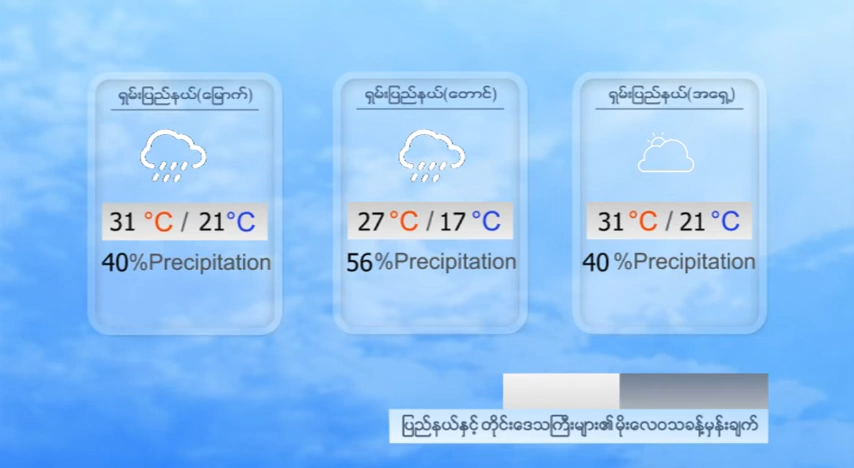 ရှမ်းပြည်နယ်(မြောက်)
31 °C / 21°C
40%Precipitation
ရှမ်းပြည်နယ်(တောင်)
27 °C / 17 °C
56 %Precipitation
ရှမ်းပြည်နယ်(အရှေ့)
31 °C / 21 °C
40 %Precipitation
ပြည်နယ်နှင့် တိုင်းဒေသကြီးများ၏ မိုးလေဝသခန့်မှန်းချက်